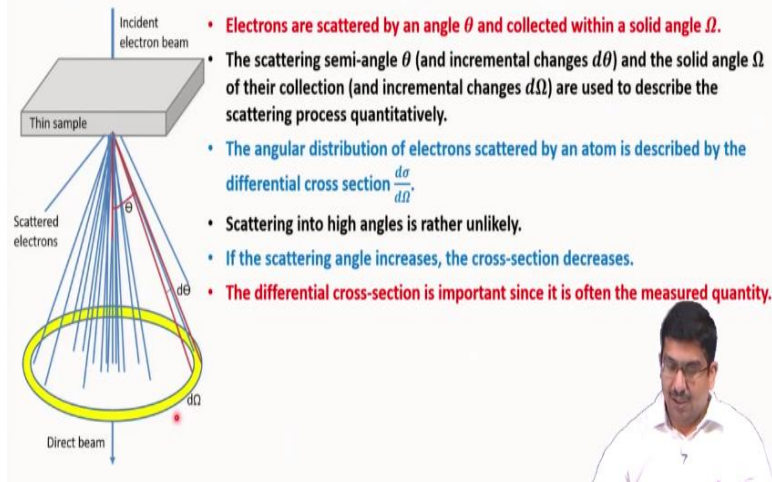 Incident
electron beam
Thin sample
Scattered
electrons
θ
dθ
dΩ
Direct beam
• Electrons are scattered by an angle θ and collected within a solid angle Ω.
• The scattering semi-angle θ (and incremental changes dθ) and the solid angle Ω
of their collection (and incremental changes dΩ) are used to describe the
scattering process quantitatively.
• The angular distribution of electrons scattered by an atom is described by the
differential cross section dσ/dΩ.
• Scattering into high angles is rather unlikely.
• If the scattering angle increases, the cross-section decreases.
• The differential cross-section is important since it is often the measured quantity.